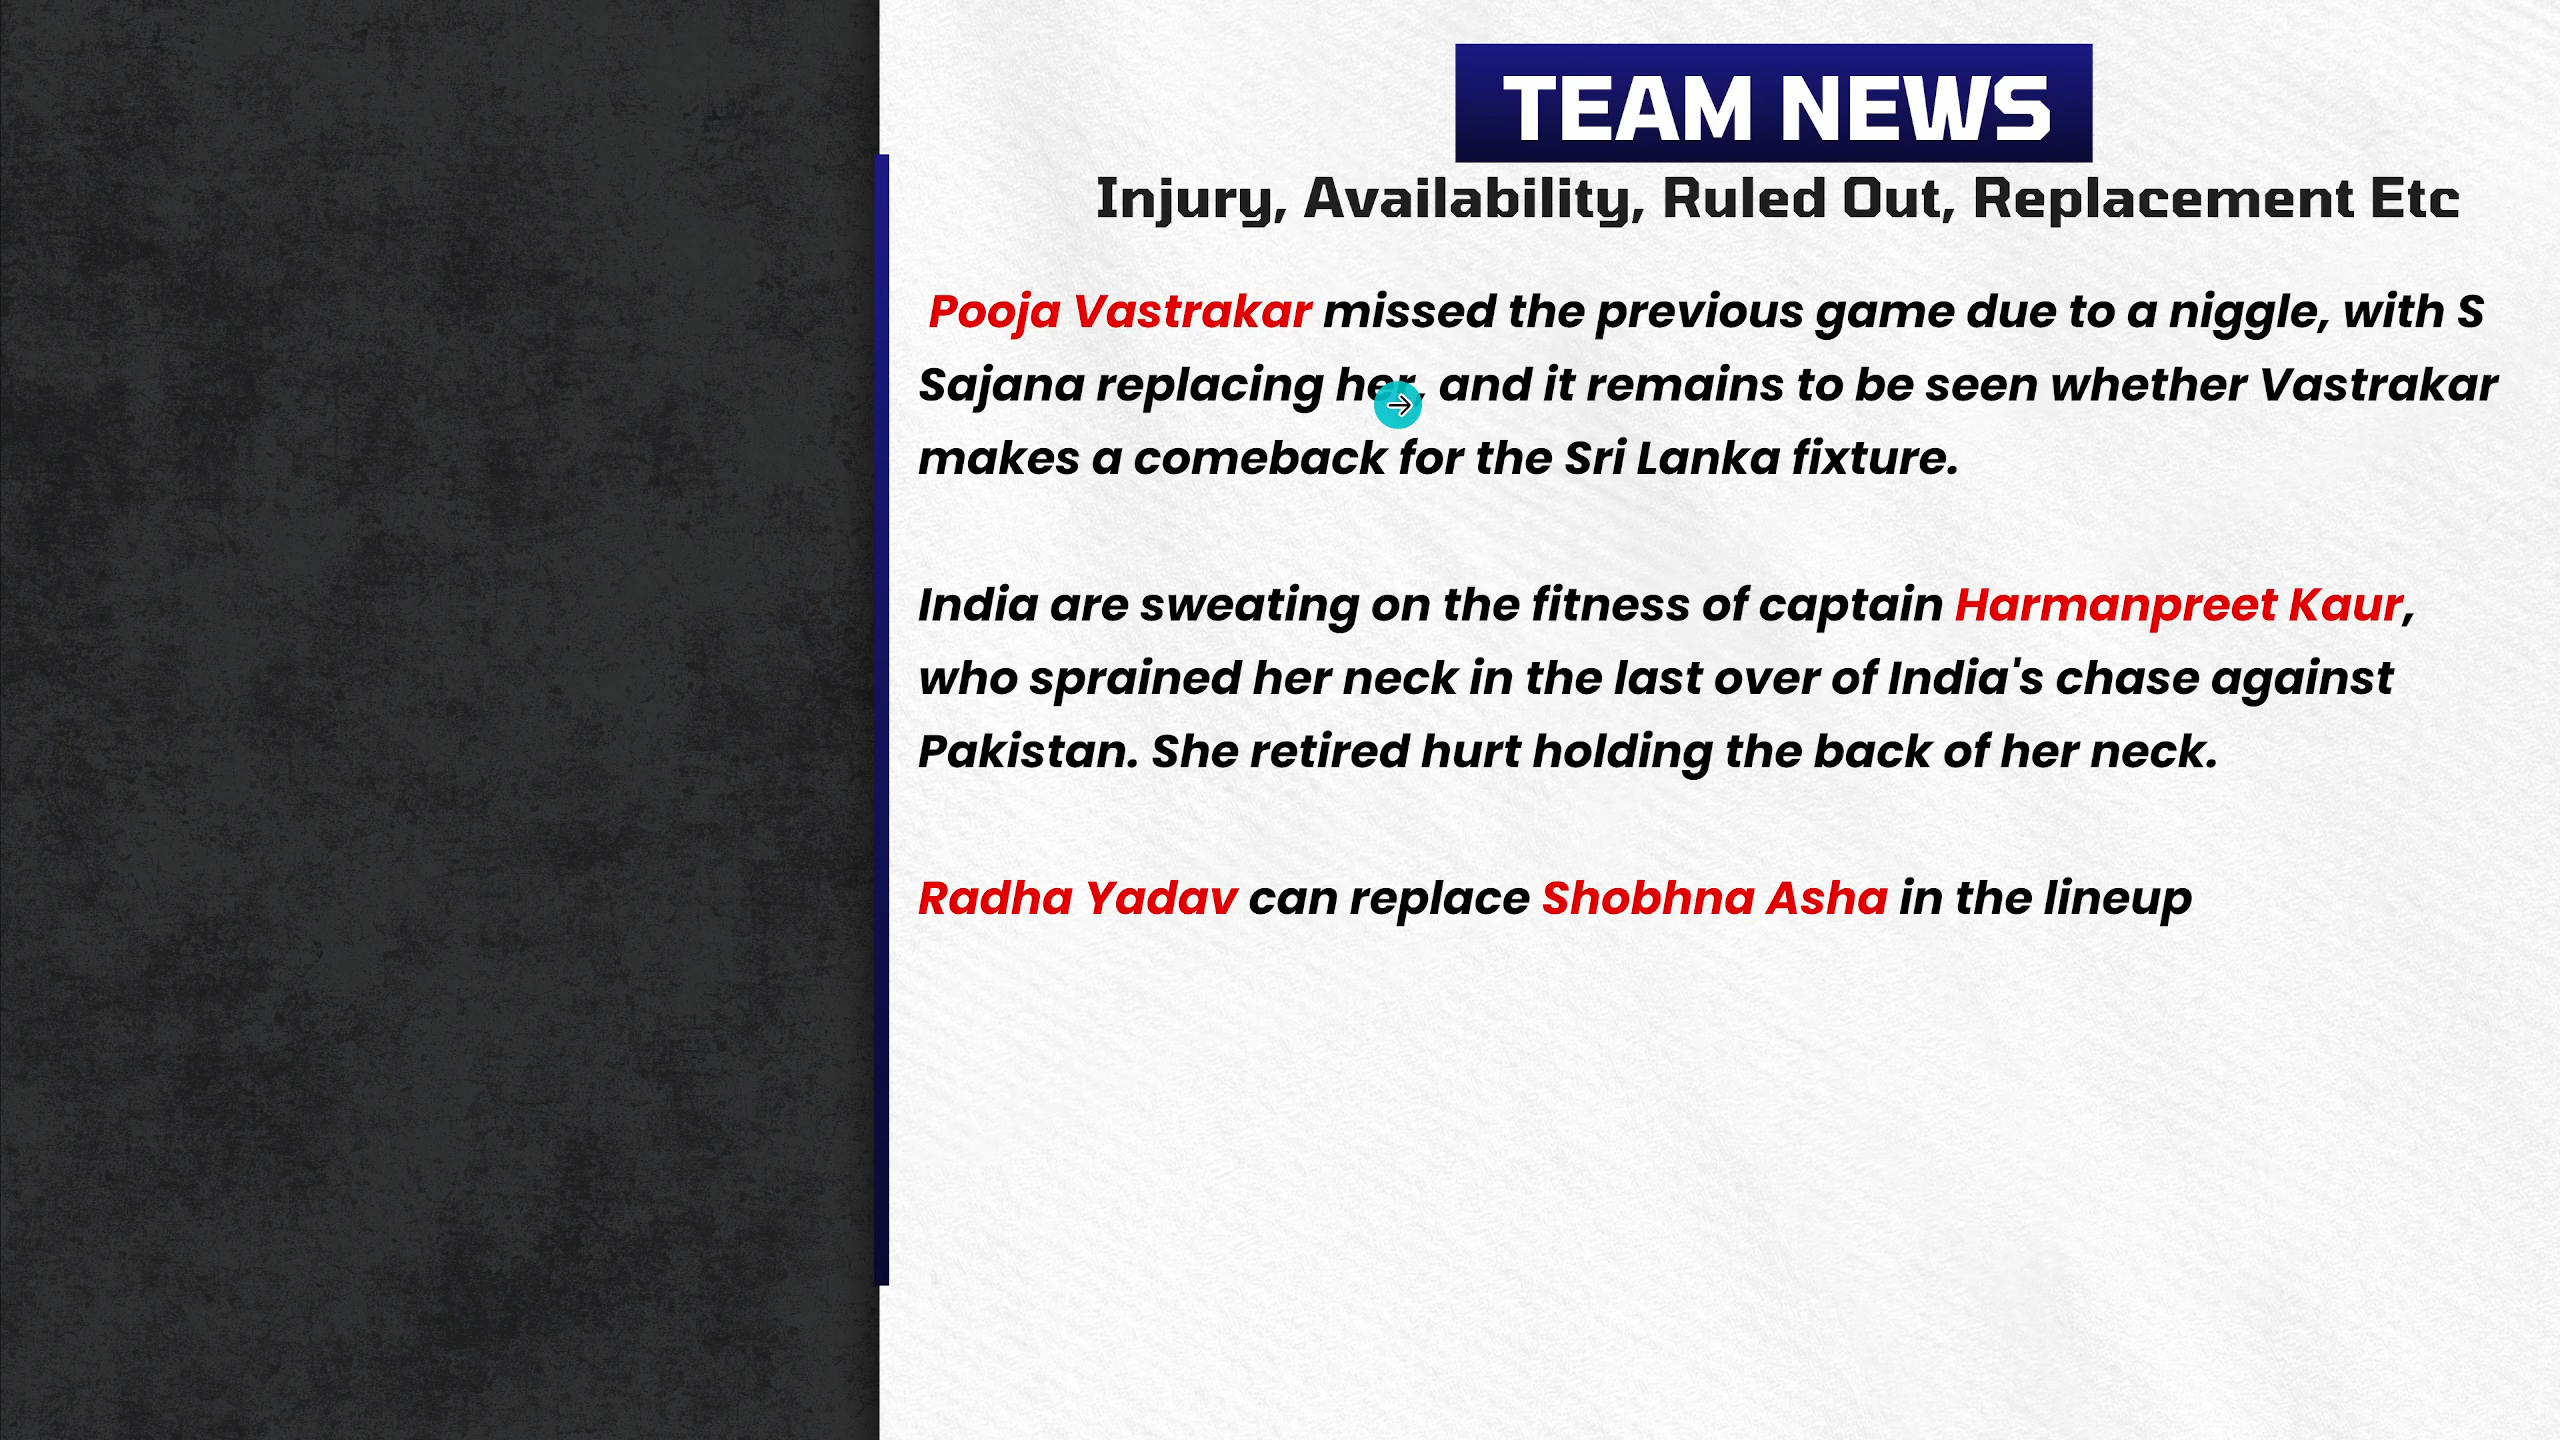 TEAM NEWS
Injury, Availability, Ruled Out, Replacement Etc
Pooja Vastrakar missed the previous game due to a niggle, with S
Sajana replacing her, and it remains to be seen whether Vastrakar
makes a comeback for the Sri Lanka fixture.
India are sweating on the fitness of captain Harmanpreet Kaur,
who sprained her neck in the last over of India's chase against
Pakistan. She retired hurt holding the back of her neck.
Radha Yadav can replace Shobhna Asha in the lineup